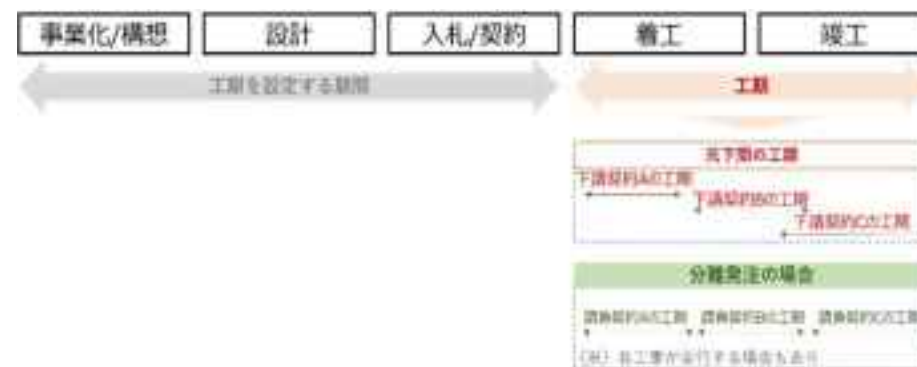 事業化/構想
設計
入札/契約
着工
竣工
工期を設定する期間
工期
元下間の工期
下請契約Aの工期
下請契約Bの工期
下請契約Cの工期
分離発注の場合
請負契約Aの工期
請負契約Bの工期
請負契約Cの工期
(※) 各工事が並行する場合もあり